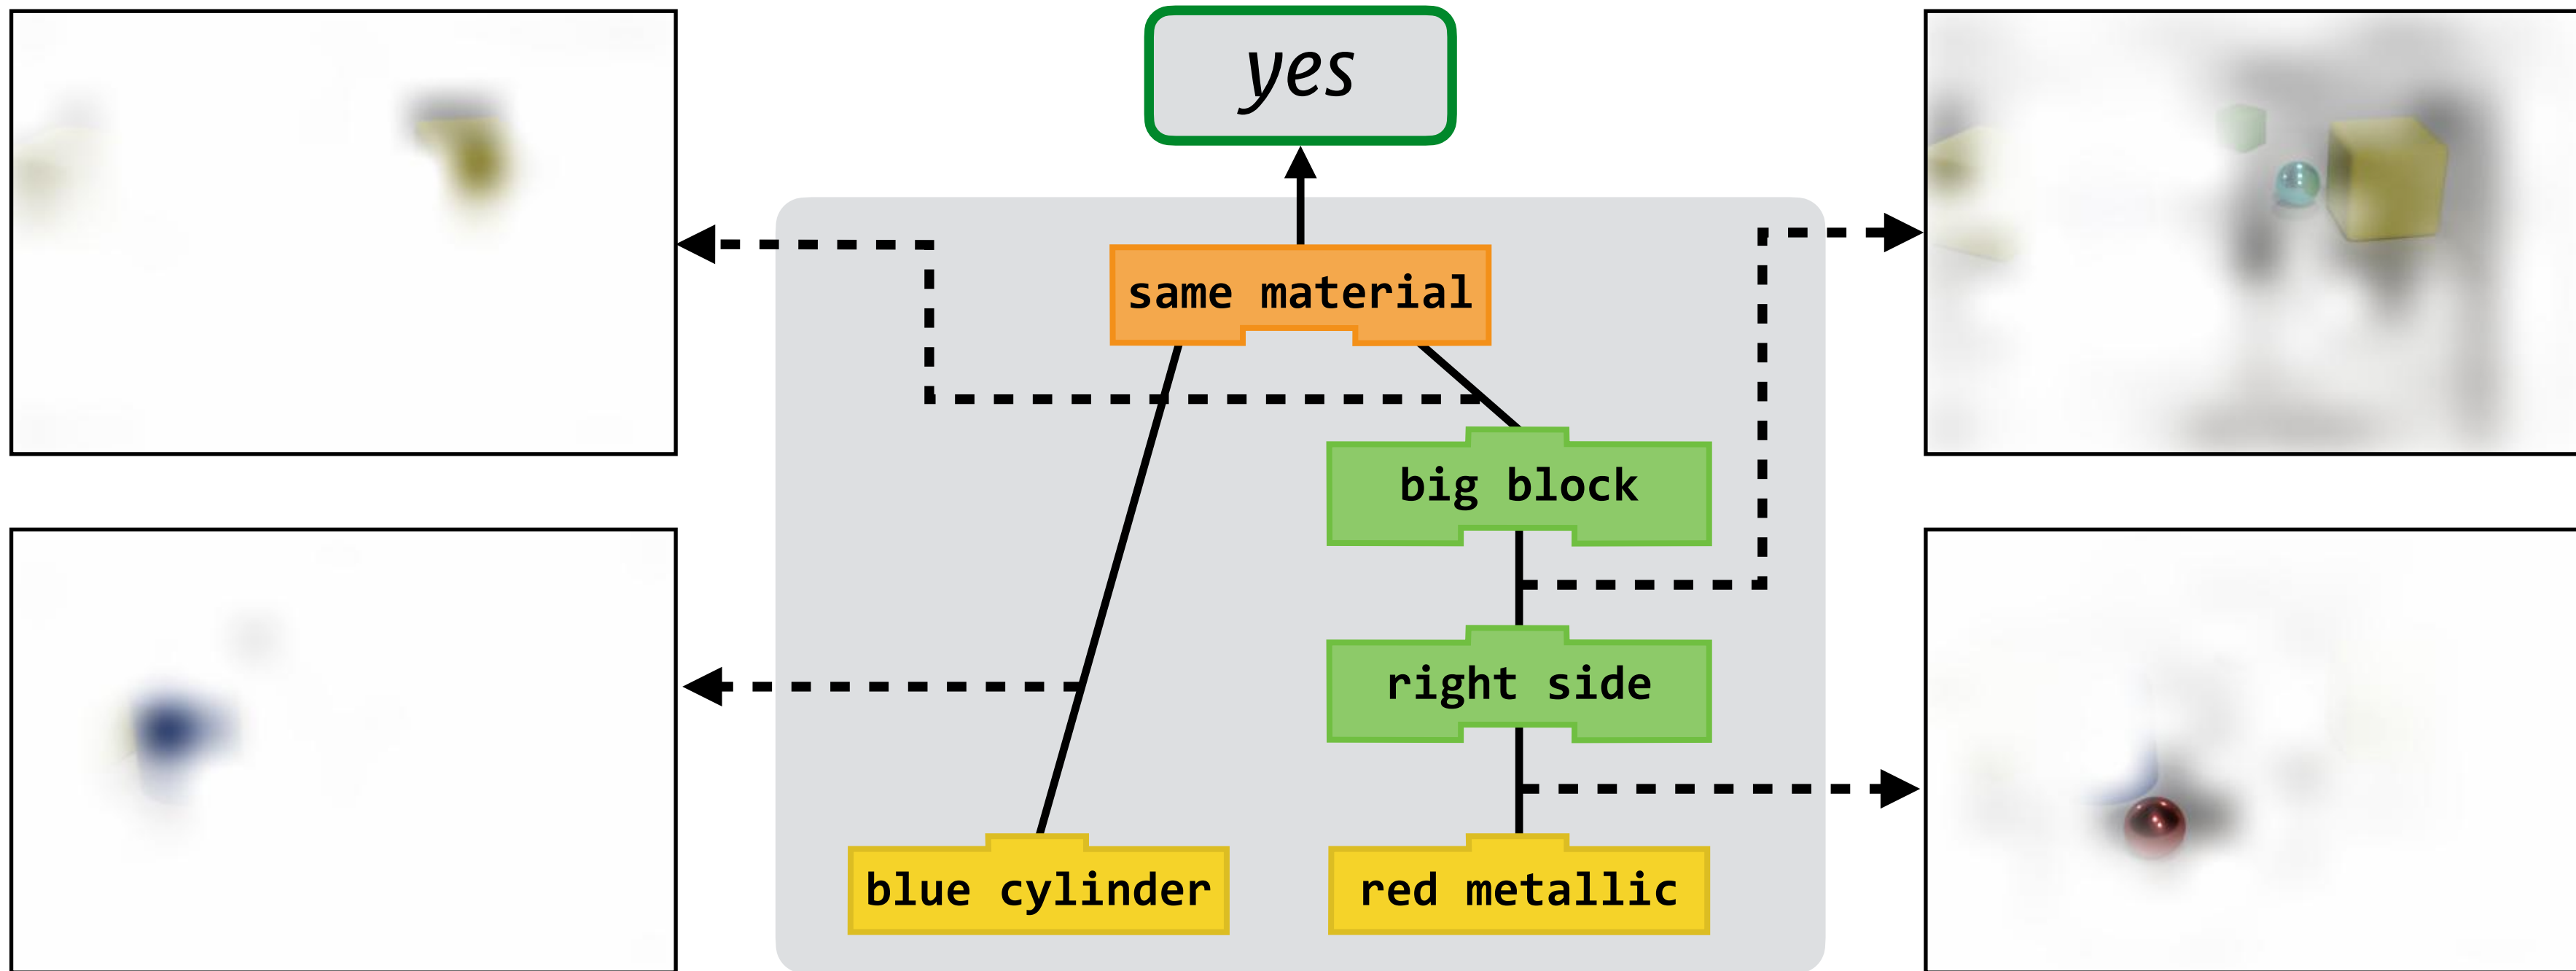 yes
same material
big block
right side
blue cylinder
red metallic